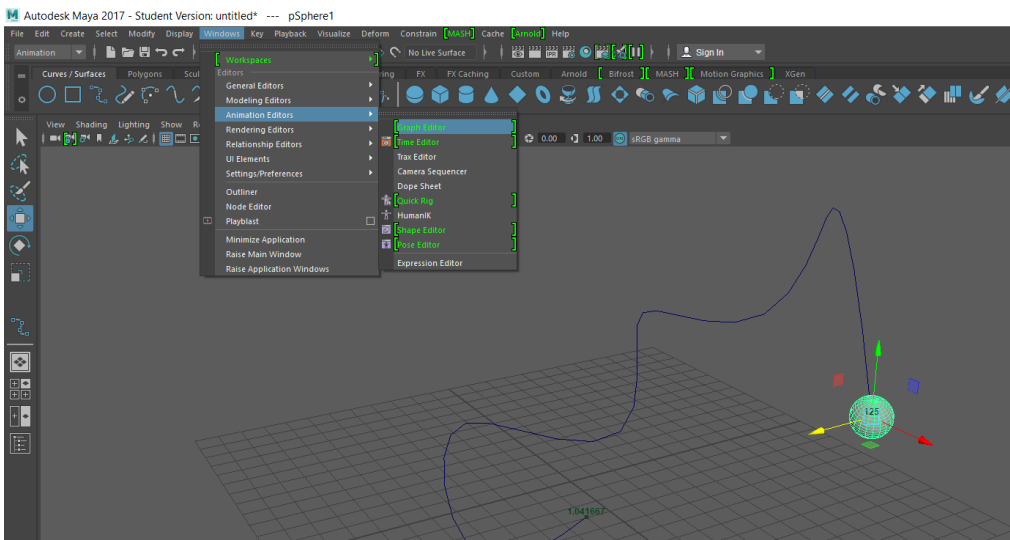 Autodesk Maya 2017 - Student Version: untitled* --- pSphere1
File Edit Create Select Modify Display Windows Key Playback Visualize Deform Constrain [MASH] Cache [Arnold] Help
Animation No Live Surface Sign In
Curves / Surfaces Polygons Scul ing FX FX Caching Custom Arnold [ Bifrost ][ MASH ][ Motion Graphics ] XGen
View Shading Lighting Show R 0.00 1.00 sRGB gamma
Workspaces
Editors
General Editors
Modeling Editors
Animation Editors
Rendering Editors
Relationship Editors
UI Elements
Settings/Preferences
Outliner
Node Editor
Playblast
Minimize Application
Raise Main Window
Raise Application Windows
Graph Editor
Time Editor
Trax Editor
Camera Sequencer
Dope Sheet
Quick Rig
HumanIK
Shape Editor
Pose Editor
Expression Editor
125
1.041667